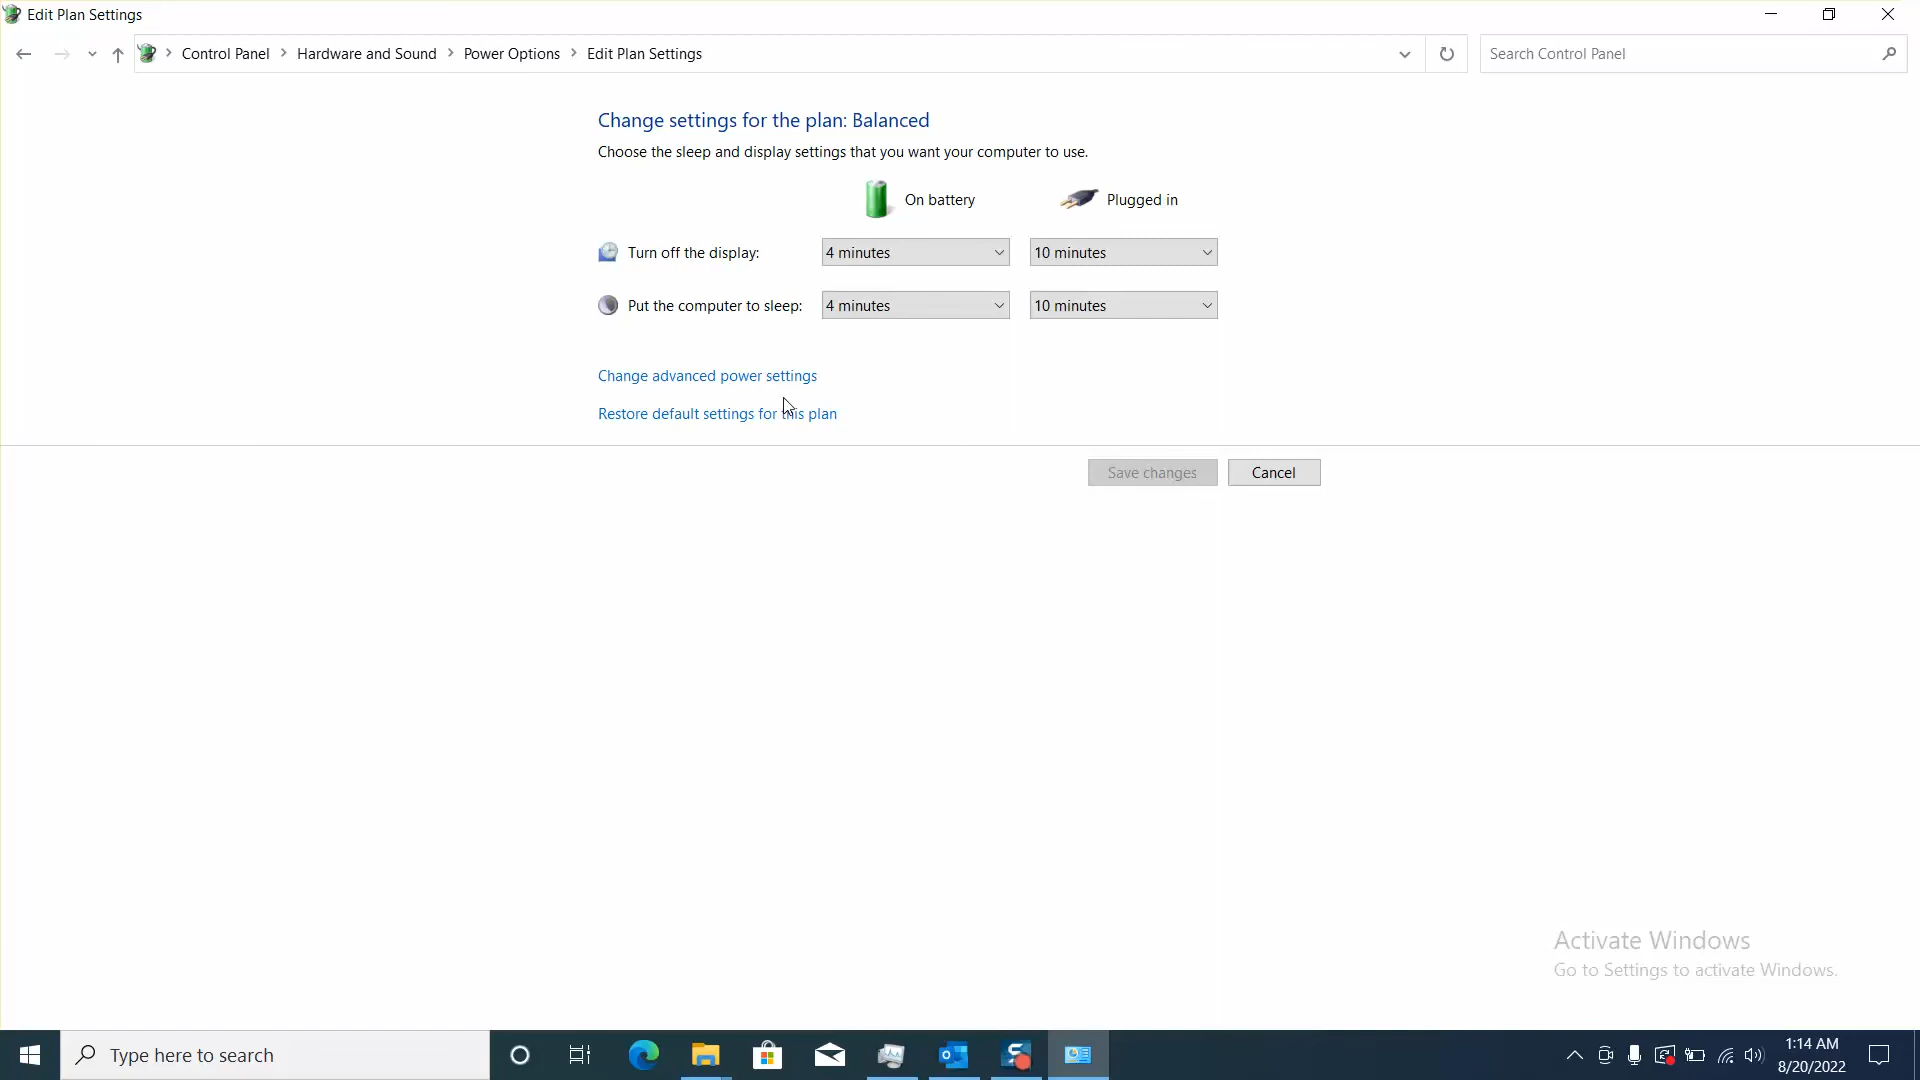 Edit Plan Settings
Control Panel > Hardware and Sound > Power Options > Edit Plan Settings
Search Control Panel
Change settings for the plan: Balanced
Choose the sleep and display settings that you want your computer to use.
On battery Plugged in
Turn off the display: 4 minutes 10 minutes
Put the computer to sleep: 4 minutes 10 minutes
Change advanced power settings
Restore default settings for this plan
Save changes Cancel
Activate Windows
Go to Settings to activate Windows.
Type here to search
1:14 AM
8/20/2022